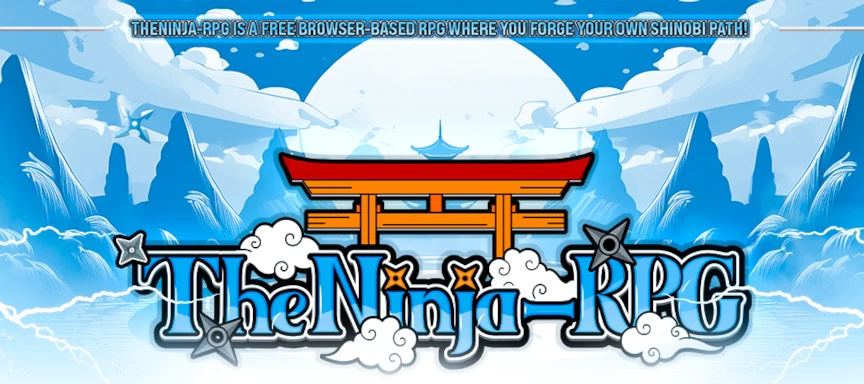 THENINJA-RPG IS A FREE BROWSER-BASED RPG WHERE YOU FORGE YOUR OWN SHINOBI PATH!
TheNinja-RPG